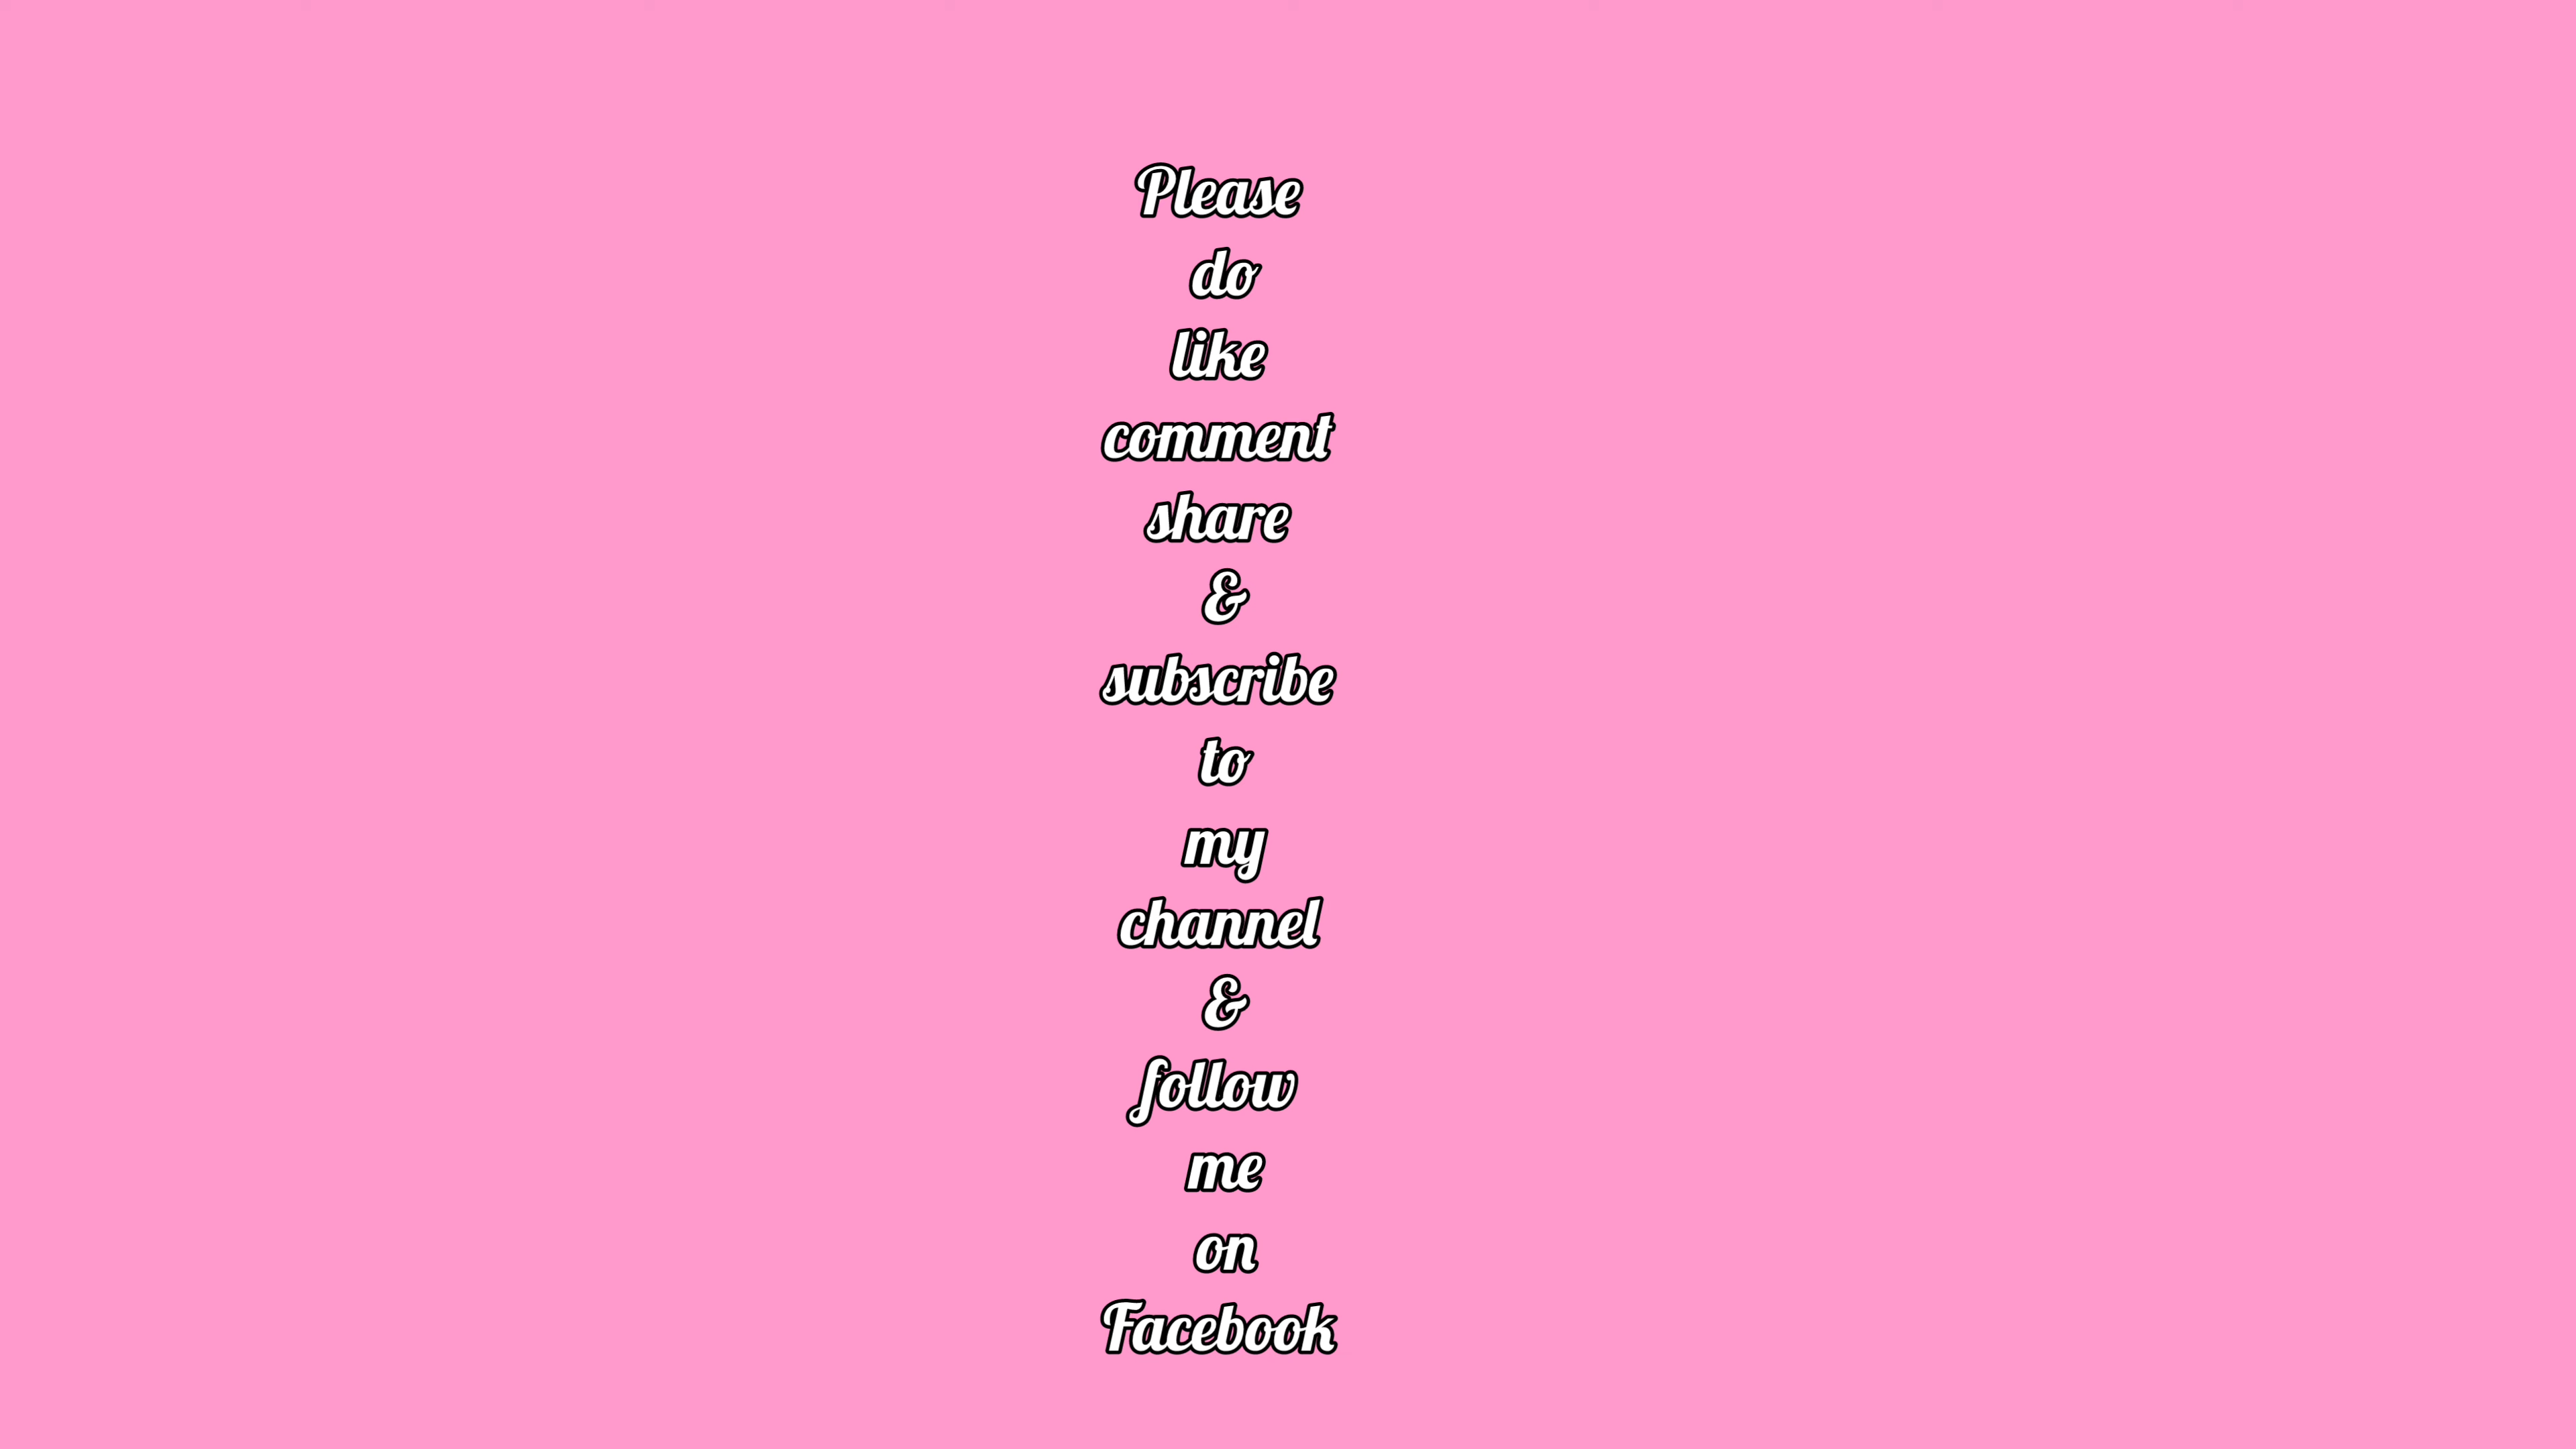 Please
do
like
comment
share
&
subscribe
to
my
channel
&
follow
me
on
Facebook